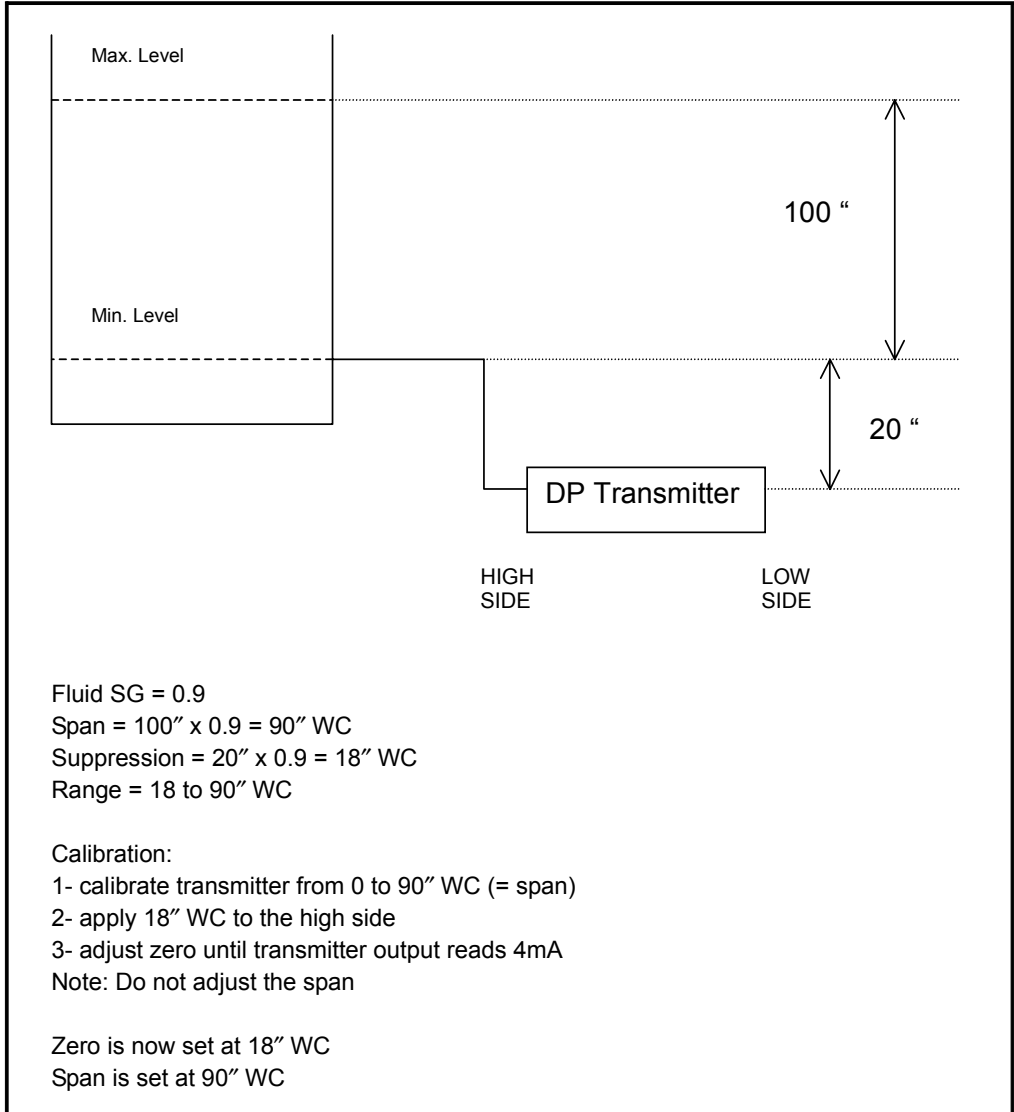 Max. Level
100 “
Min. Level
20 “
DP Transmitter
HIGH
SIDE
LOW
SIDE
Fluid SG = 0.9
Span = 100″ x 0.9 = 90″ WC
Suppression = 20″ x 0.9 = 18″ WC
Range = 18 to 90″ WC
Calibration:
1- calibrate transmitter from 0 to 90″ WC (= span)
2- apply 18″ WC to the high side
3- adjust zero until transmitter output reads 4mA
Note: Do not adjust the span
Zero is now set at 18″ WC
Span is set at 90″ WC